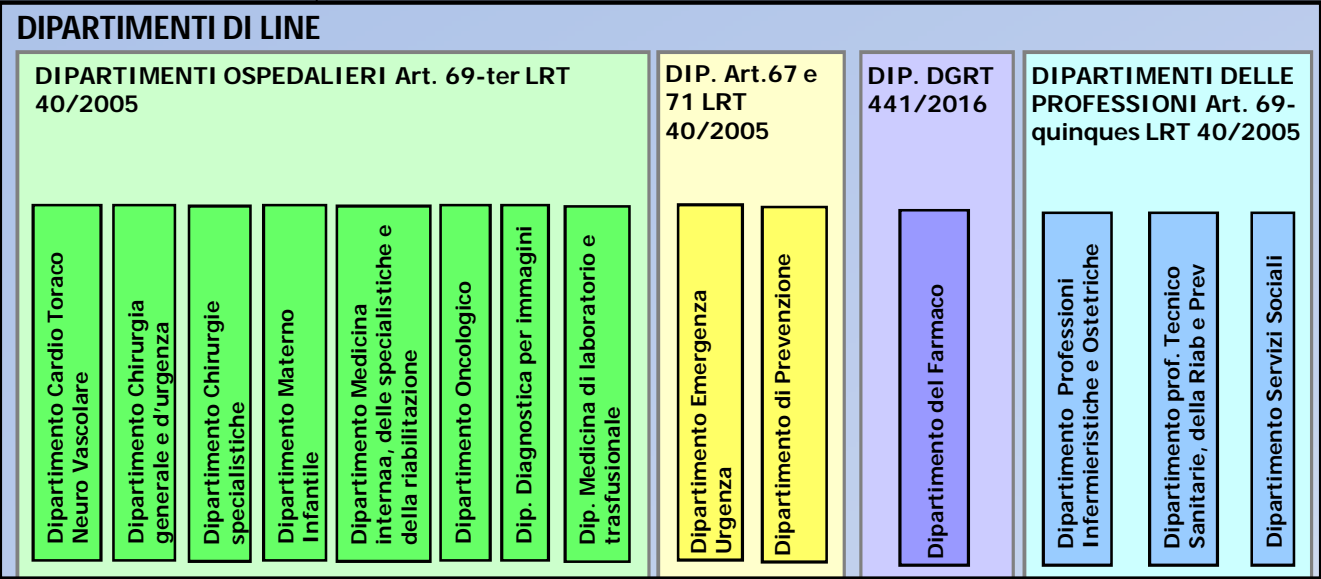 DIPARTIMENTI DI LINE
DIPARTIMENTI OSPEDALIERI Art. 69-ter LRT
40/2005
Dipartimento Cardio Toraco
Neuro Vascolare
Dipartimento Chirurgia
generale e d'urgenza
Dipartimento Chirurgie
specialistiche
Dipartimento Materno
Infantile
Dipartimento Medicina
internaa, delle specialistiche e
della riabilitazione
Dipartimento Oncologico
Dip. Diagnostica per immagini
Dip. Medicina di laboratorio e
trasfusionale
DIP. Art.67 e
71 LRT
40/2005
Dipartimento Emergenza
Urgenza
Dipartimento di Prevenzione
DIP. DGRT
441/2016
Dipartimento del Farmaco
DIPARTIMENTI DELLE
PROFESSIONI Art. 69-
quinques LRT 40/2005
Dipartimento Professioni
Infermieristiche e Ostetriche
Dipartimento prof. Tecnico
Sanitarie, della Riab e Prev
Dipartimento Servizi Sociali